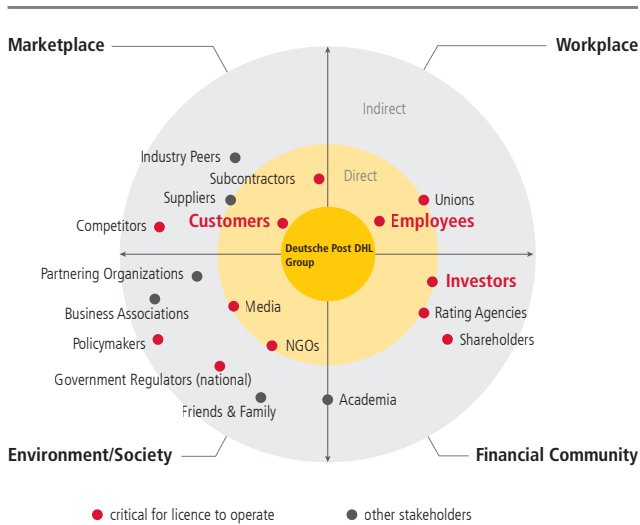 Marketplace
Workplace
Indirect
Industry Peers
Subcontractors
Direct
Suppliers
Unions
Competitors
Customers
Employees
Deutsche Post DHL
Group
Partnering Organizations
Investors
Business Associations
Media
Rating Agencies
Policymakers
NGOs
Shareholders
Government Regulators (national)
Friends & Family
Academia
Environment/Society
Financial Community
critical for licence to operate
other stakeholders